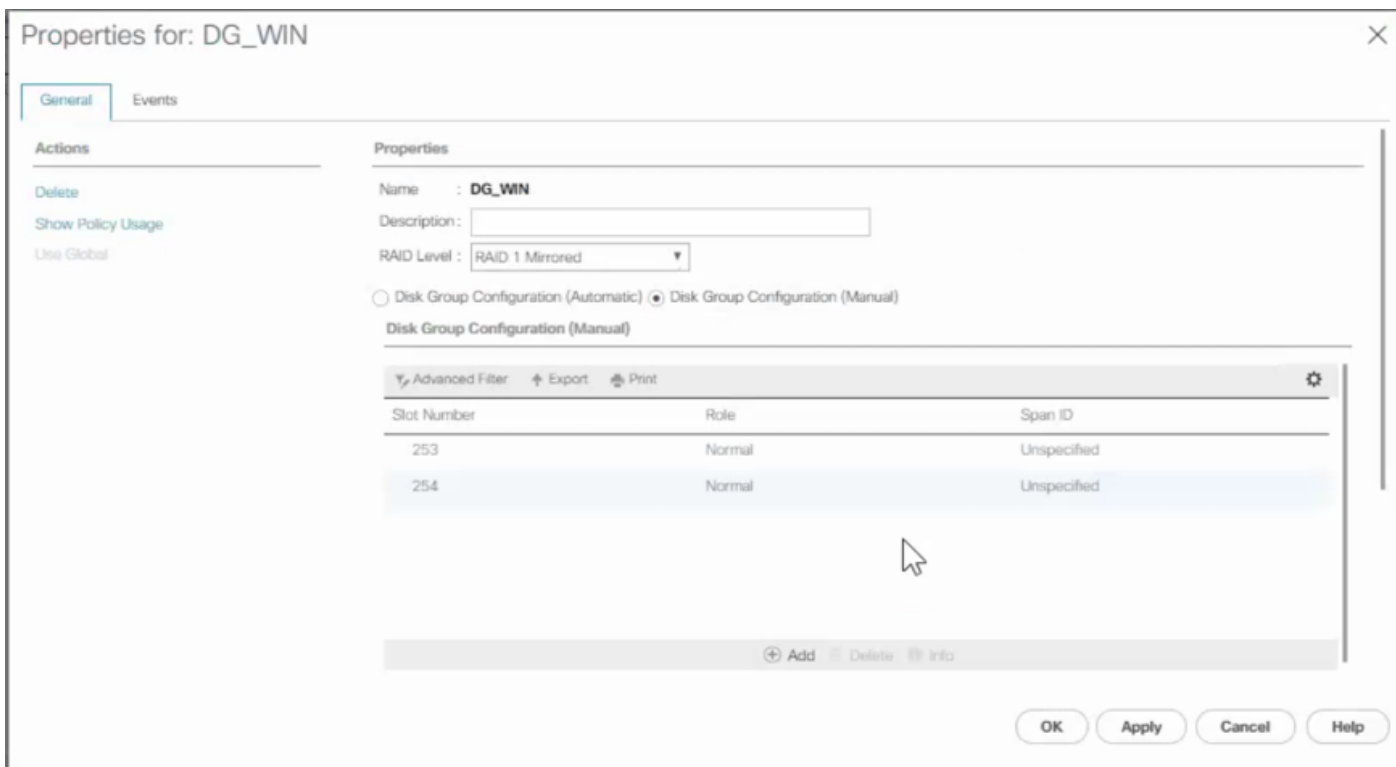 Properties for: DG_WIN
General Events
Actions
Delete
Show Policy Usage
Use Global
Properties
Name : DG_WIN
Description :
RAID Level : RAID 1 Mirrored
Disk Group Configuration (Automatic) Disk Group Configuration (Manual)
Disk Group Configuration (Manual)
Advanced Filter Export Print
Slot Number Role Span ID
253 Normal Unspecified
254 Normal Unspecified
Add Delete Info
OK Apply Cancel Help